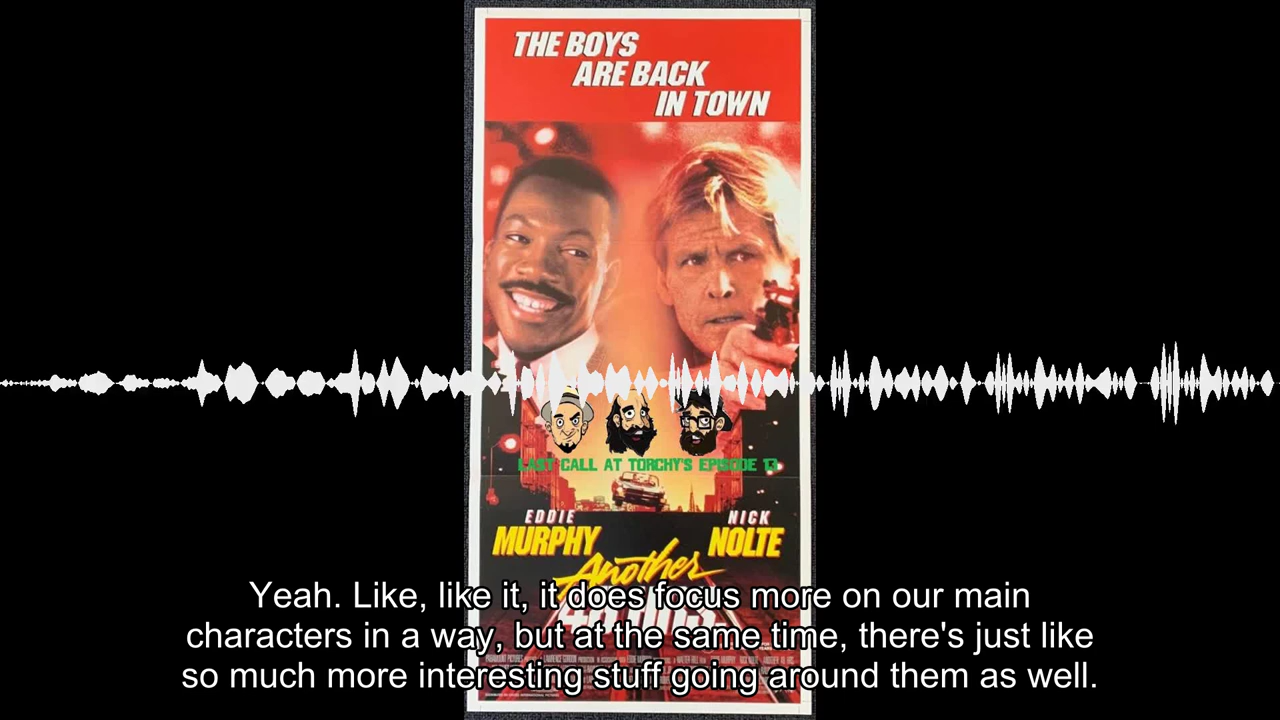 THE BOYS
ARE BACK
IN TOWN
LAST CALL AT TORCHY'S EPISODE 13
EDDIE NICK
MURPHY NOLTE
Another
Yeah. Like, like it, it does focus more on our main
characters in a way, but at the same time, there's just like
so much more interesting stuff going around them as well.